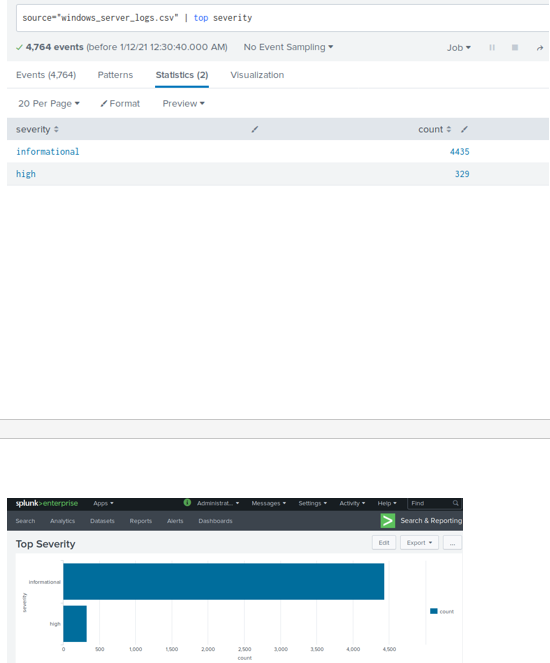 source="windows_server_logs.csv" | top severity
4,764 events (before 1/12/21 12:30:40.000 AM) No Event Sampling Job
Events (4,764) Patterns Statistics (2) Visualization
20 Per Page Format Preview
severity count
informational 4435
high 329
splunk>enterprise Apps i Administrat... Messages Settings Activity Help Find
Search Analytics Datasets Reports Alerts Dashboards > Search & Reporting
Top Severity Edit Export ...
informational
severity
count
high
0 500 1,000 1,500 2,000 2,500 3,000 3,500 4,000 4,500
count